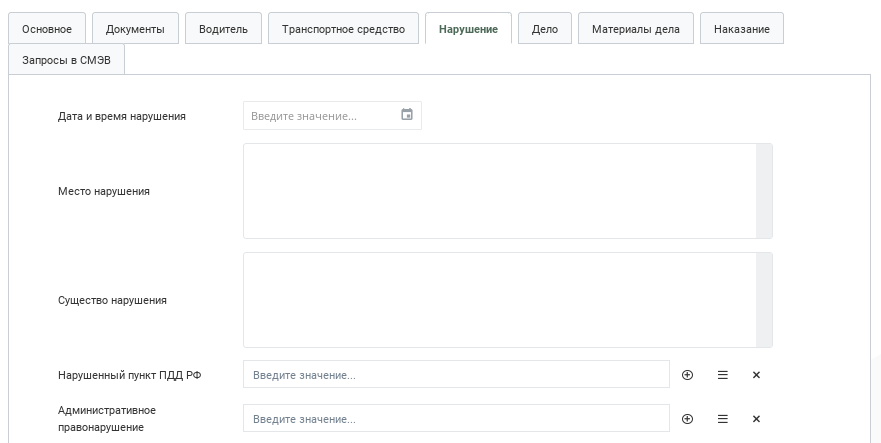 Основное Документы Водитель Транспортное средство Нарушение Дело Материалы дела Наказание
Запросы в СМЭВ
Дата и время нарушения Введите значение...
Место нарушения
Существо нарушения
Нарушенный пункт ПДД РФ Введите значение...
Административное
правонарушение Введите значение...